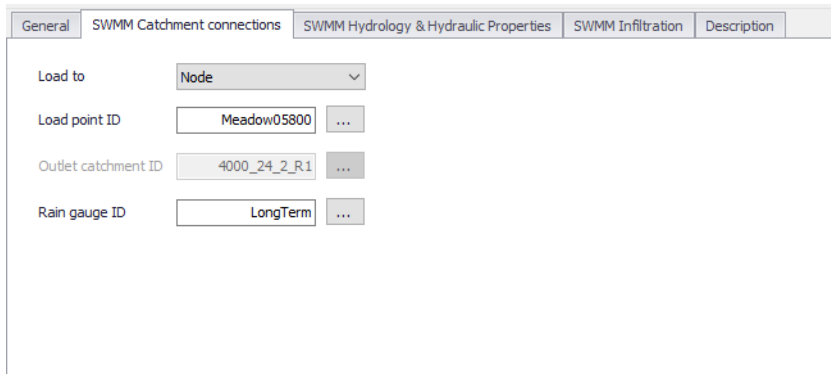 General SWMM Catchment connections SWMM Hydrology & Hydraulic Properties SWMM Infiltration Description
Load to Node
Load point ID Meadow05800 ...
Outlet catchment ID 4000_24_2_R1 ...
Rain gauge ID LongTerm ...